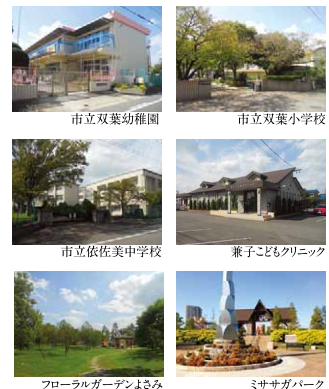 市立双葉幼稚園
市立双葉小学校
市立依佐美中学校
兼子こどもクリニック
フローラルガーデンよさみ
ミササガパーク